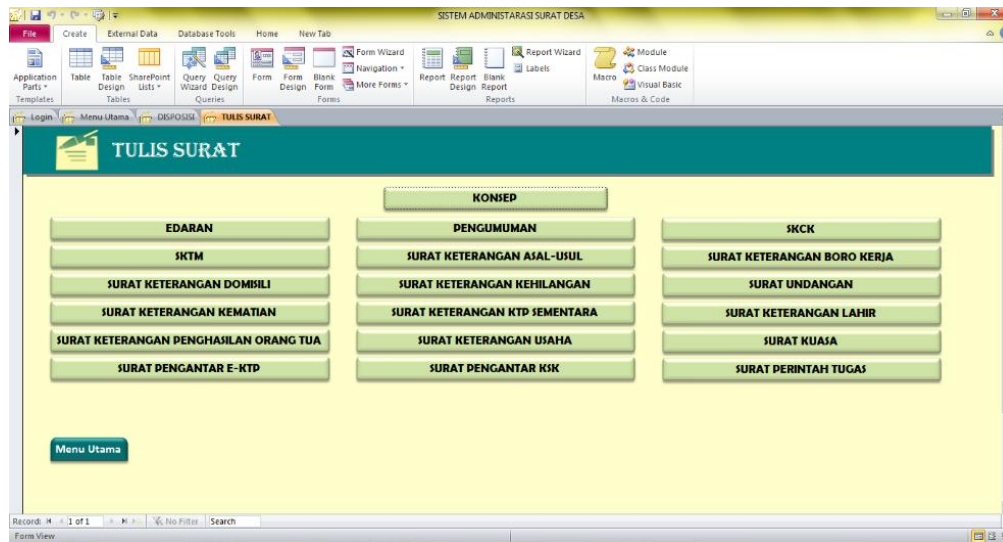 SISTEM ADMINISTARASI SURAT DESA
File Create External Data Database Tools Home New Tab
Application Parts
Table
Table Design
SharePoint Lists
Query Wizard
Query Design
Form
Form Design
Blank Form
Form Wizard
Navigation
More Forms
Report
Report Design
Blank Report
Report Wizard
Labels
Macro
Module
Class Module
Visual Basic
Templates Tables Queries Forms Reports Macros & Code
Login Menu Utama DISPOSISI TULIS SURAT
TULIS SURAT
KONSEP
EDARAN PENGUMUMAN SKCK
SKTM SURAT KETERANGAN ASAL-USUL SURAT KETERANGAN BORO KERJA
SURAT KETERANGAN DOMISILI SURAT KETERANGAN KEHILANGAN SURAT UNDANGAN
SURAT KETERANGAN KEMATIAN SURAT KETERANGAN KTP SEMENTARA SURAT KETERANGAN LAHIR
SURAT KETERANGAN PENGHASILAN ORANG TUA SURAT KETERANGAN USAHA SURAT KUASA
SURAT PENGANTAR E-KTP SURAT PENGANTAR KSK SURAT PERINTAH TUGAS
Menu Utama
Record: 1 of 1 No Filter Search
Form View